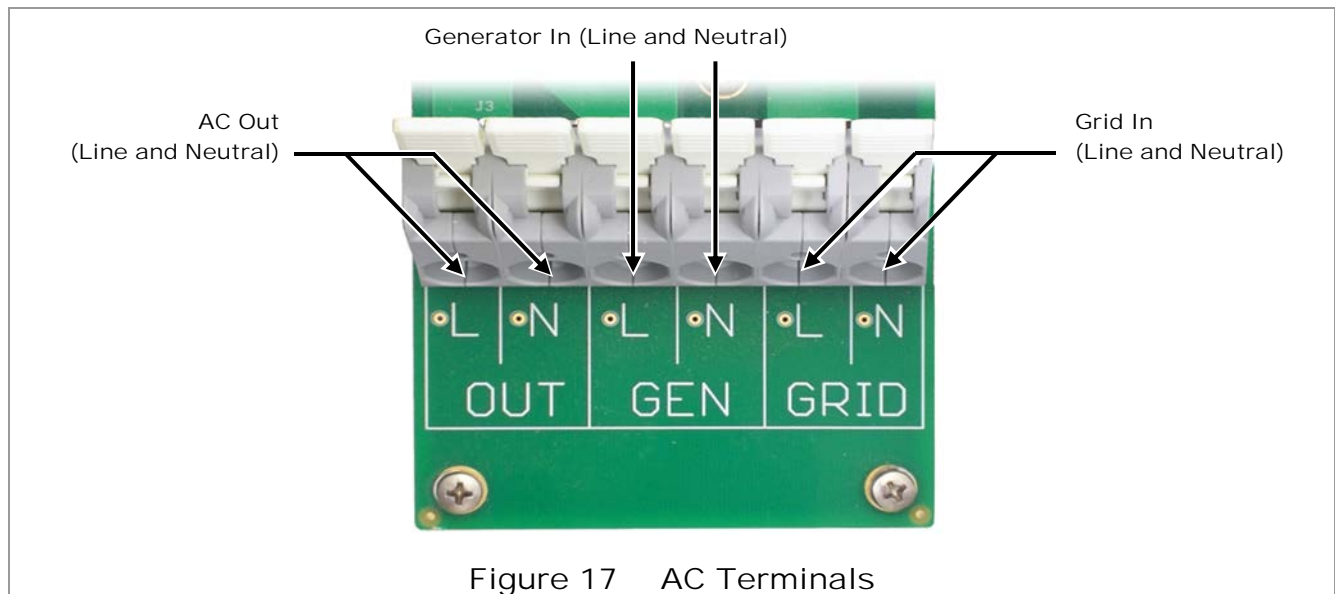 Generator In (Line and Neutral)
AC Out
(Line and Neutral)
Grid In
(Line and Neutral)
J3
L N L N L N
OUT GEN GRID
Figure 17 AC Terminals